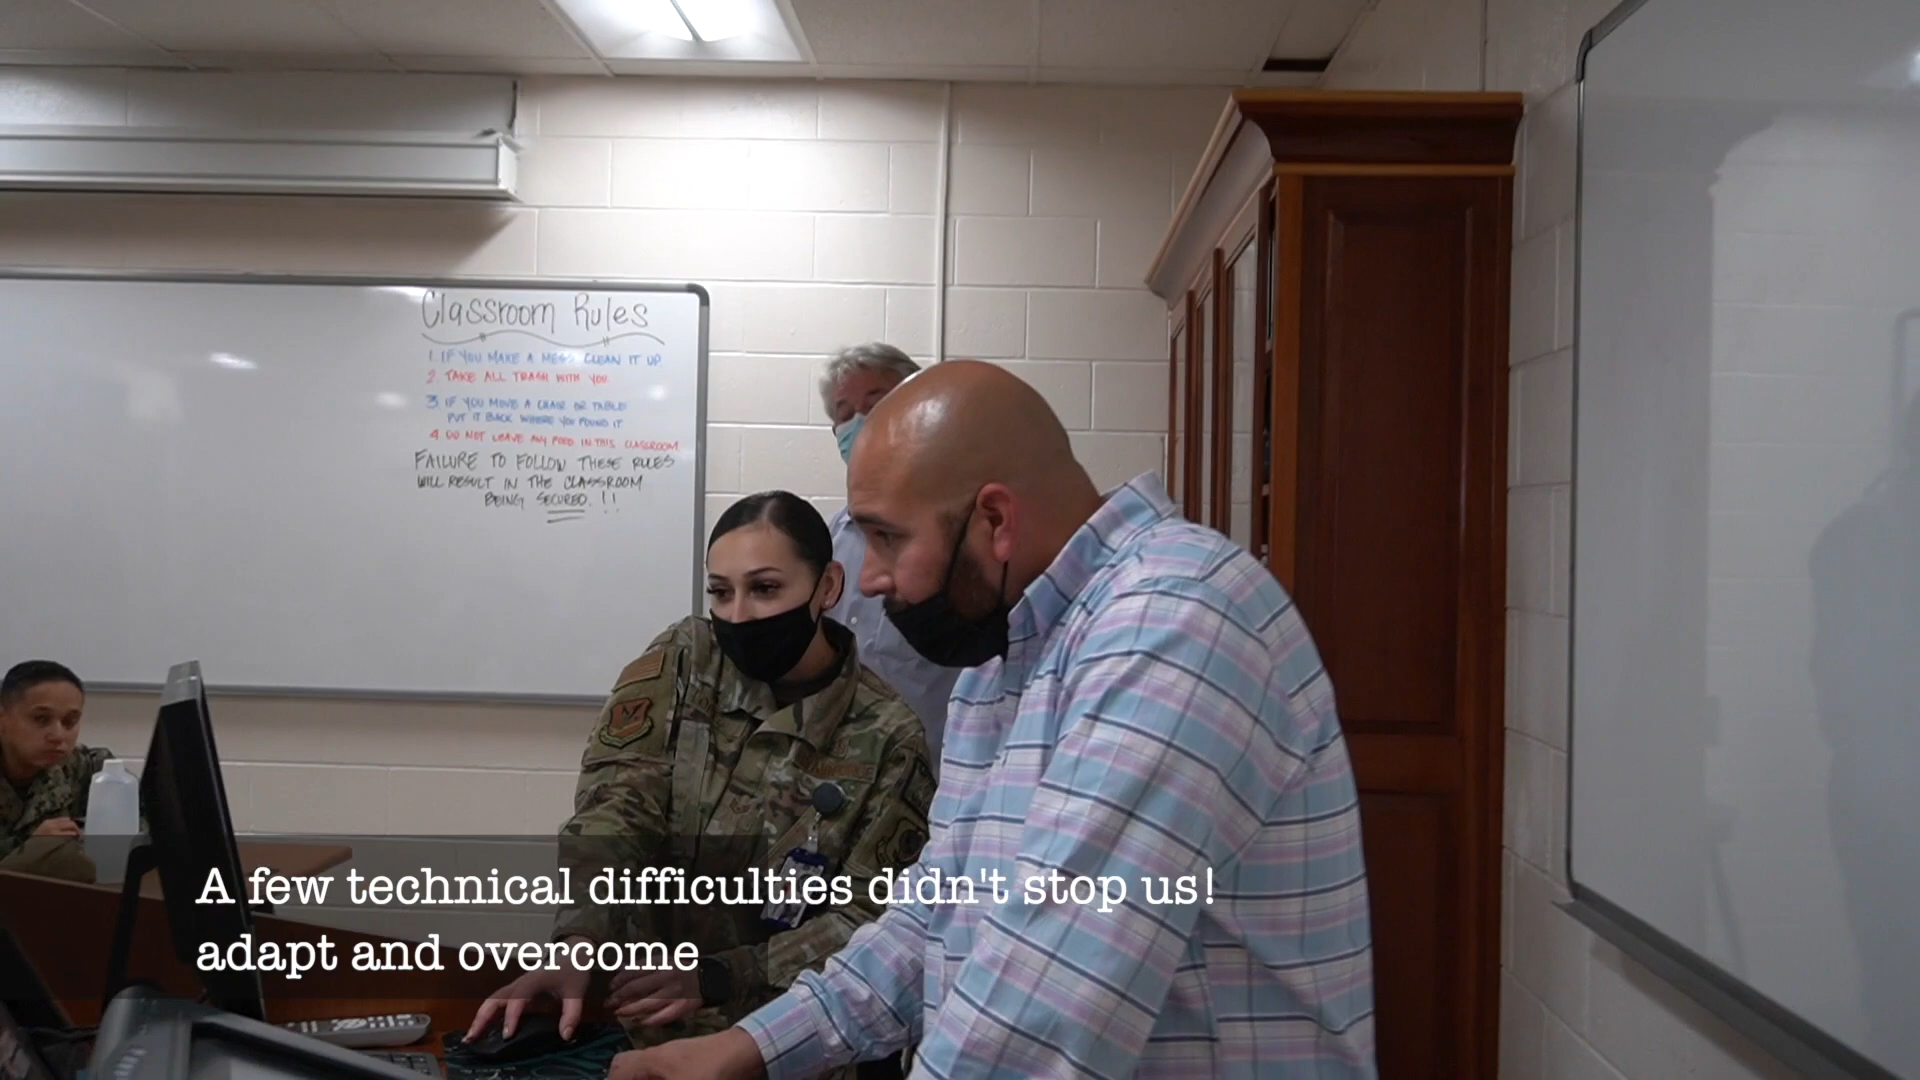 Classroom Rules
1. IF YOU MAKE A MESS CLEAN IT UP.
2. TAKE ALL TRASH WITH YOU.
3. IF YOU MOVE A CHAIR OR TABLE
PUT IT BACK WHERE YOU FOUND IT
4. DO NOT LEAVE ANY FOOD IN THIS CLASSROOM.
FAILURE TO FOLLOW THESE RULES
WILL RESULT IN THE CLASSROOM
BEING SECURED.!!
A few technical difficulties didn't stop us!
adapt and overcome